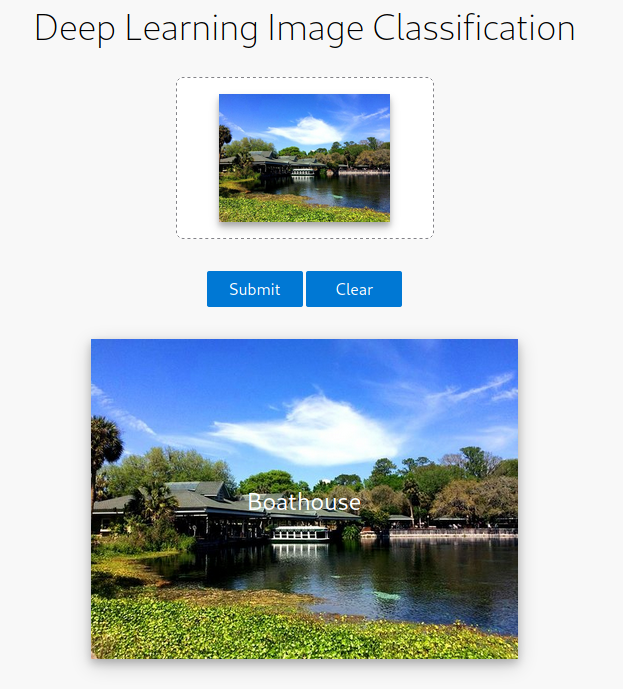 Deep Learning Image Classification
Submit Clear
Boathouse